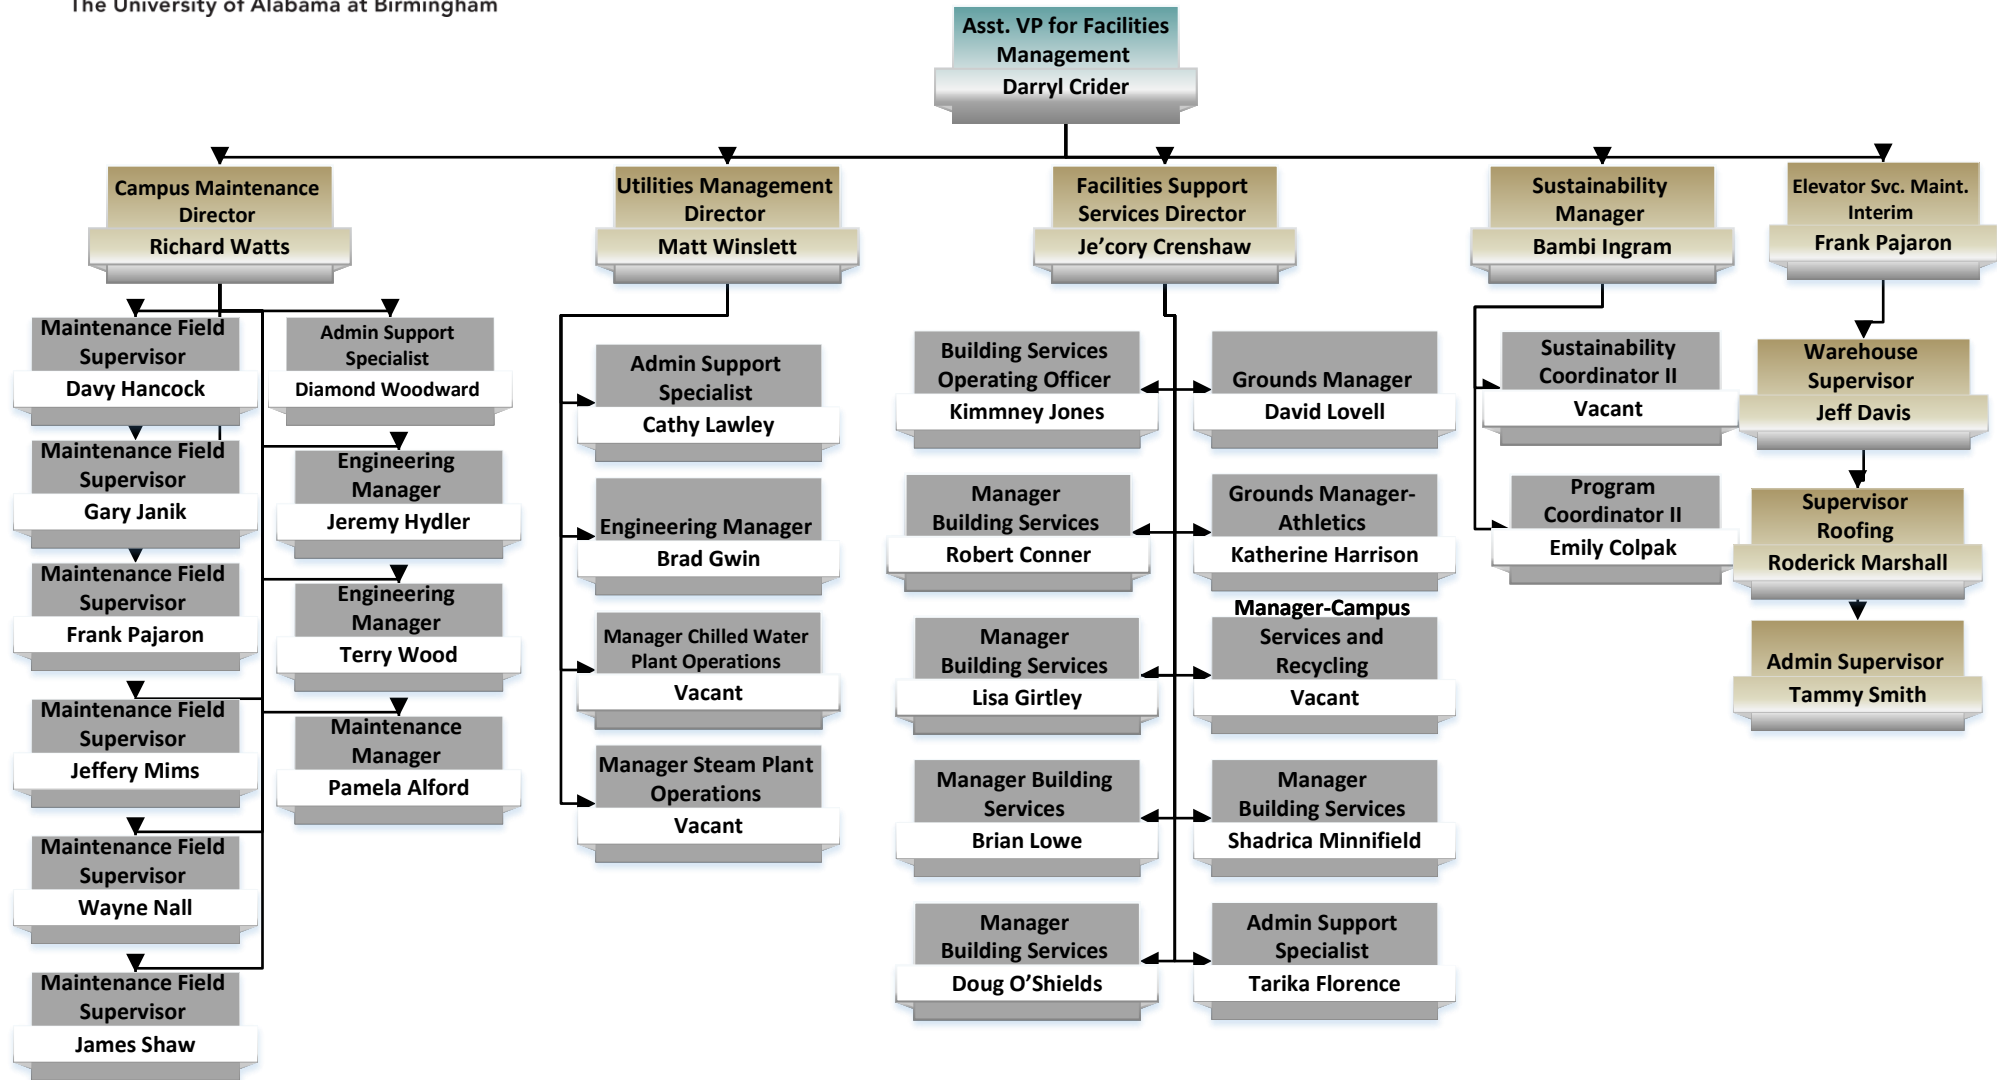 The University of Alabama at Birmingham
Asst. VP for Facilities
Management
Darryl Crider
Campus Maintenance
Director
Richard Watts
Utilities Management
Director
Matt Winslett
Facilities Support
Services Director
Je’cory Crenshaw
Sustainability
Manager
Bambi Ingram
Elevator Svc. Maint.
Interim
Frank Pajaron
Maintenance Field
Supervisor
Davy Hancock
Maintenance Field
Supervisor
Gary Janik
Maintenance Field
Supervisor
Frank Pajaron
Maintenance Field
Supervisor
Jeffery Mims
Maintenance Field
Supervisor
Wayne Nall
Maintenance Field
Supervisor
James Shaw
Admin Support
Specialist
Diamond Woodward
Engineering
Manager
Jeremy Hydler
Engineering
Manager
Terry Wood
Maintenance
Manager
Pamela Alford
Admin Support
Specialist
Cathy Lawley
Engineering Manager
Brad Gwin
Manager Chilled Water
Plant Operations
Vacant
Manager Steam Plant
Operations
Vacant
Building Services
Operating Officer
Kimmney Jones
Manager
Building Services
Robert Conner
Manager
Building Services
Lisa Girtley
Manager Building
Services
Brian Lowe
Manager
Building Services
Doug O’Shields
Grounds Manager
David Lovell
Grounds Manager-
Athletics
Katherine Harrison
Manager-Campus
Services and
Recycling
Vacant
Manager
Building Services
Shadrica Minnifield
Admin Support
Specialist
Tarika Florence
Sustainability
Coordinator II
Vacant
Program
Coordinator II
Emily Colpak
Warehouse
Supervisor
Jeff Davis
Supervisor
Roofing
Roderick Marshall
Admin Supervisor
Tammy Smith